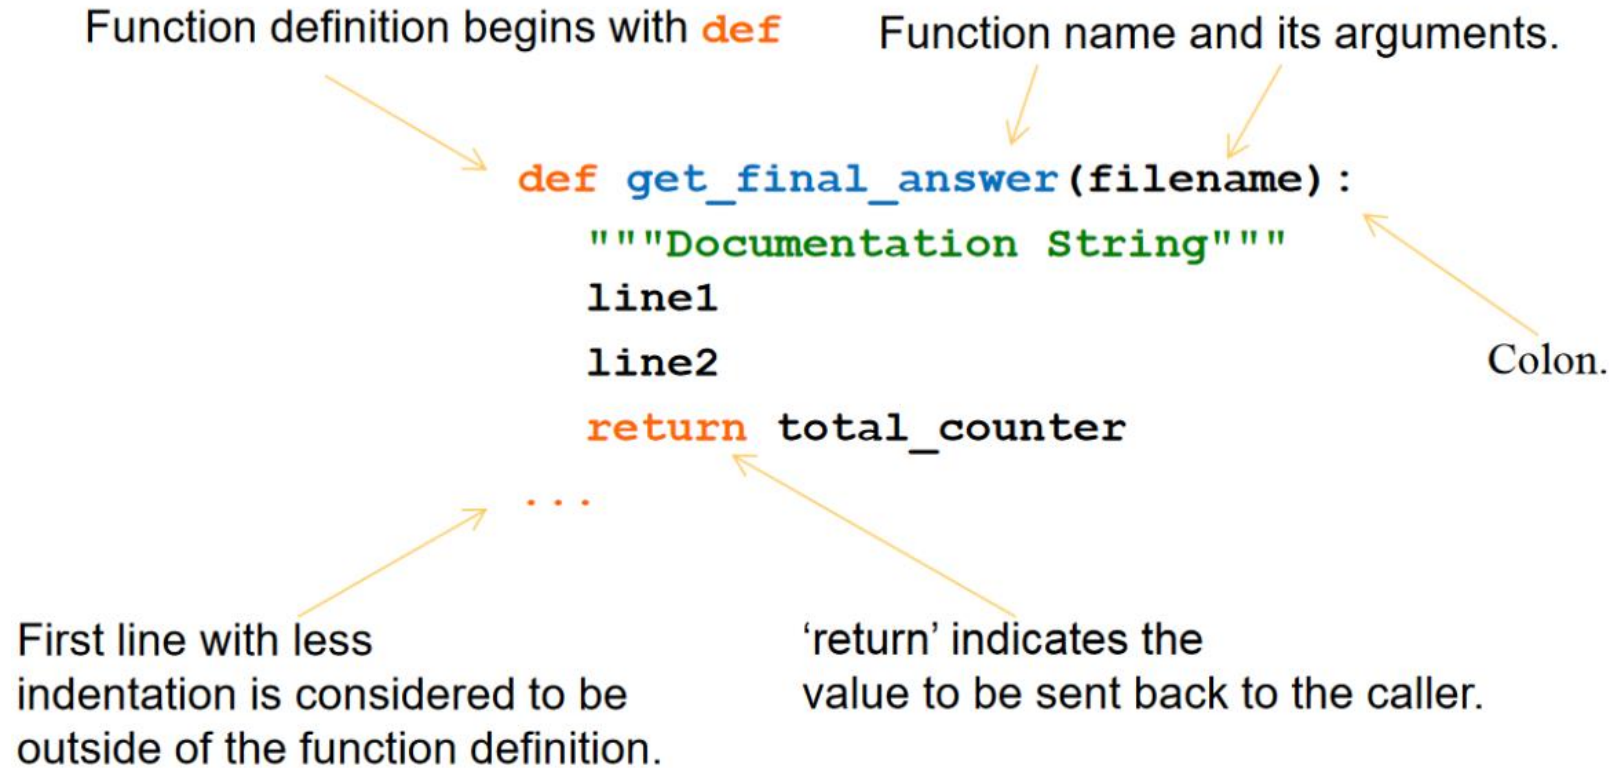 Function definition begins with def
Function name and its arguments.
def get_final_answer(filename):
"""Documentation String"""
line1
line2
Colon.
return total_counter
...
First line with less
indentation is considered to be
outside of the function definition.
‘return’ indicates the
value to be sent back to the caller.